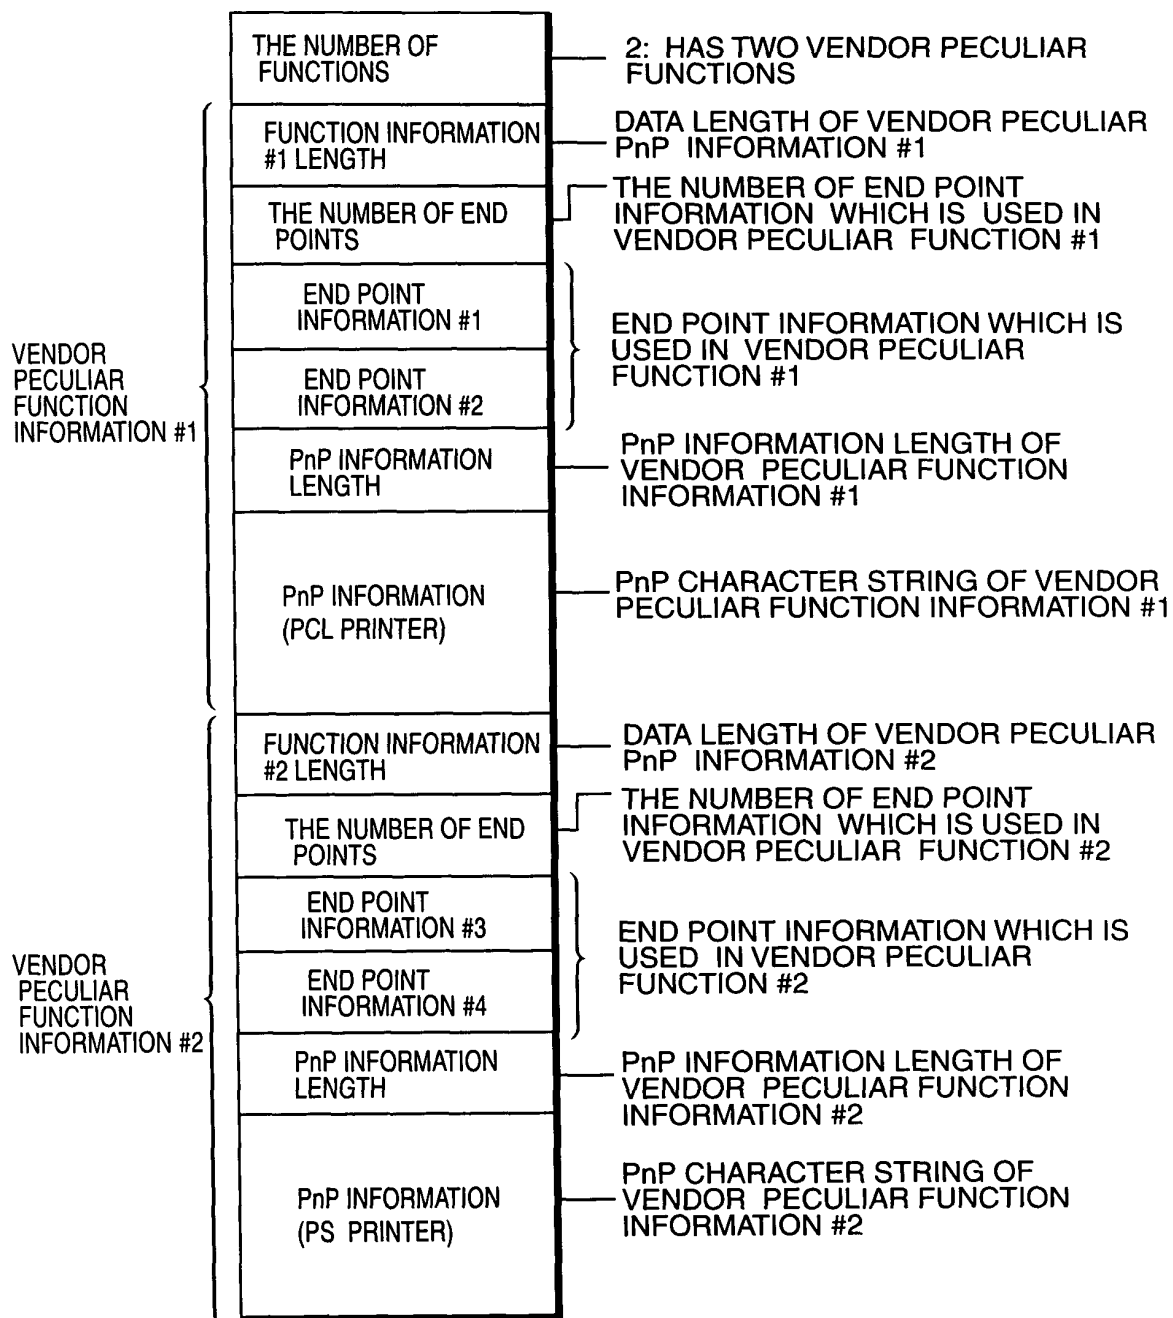 THE NUMBER OF
FUNCTIONS
2: HAS TWO VENDOR PECULIAR
FUNCTIONS
VENDOR
PECULIAR
FUNCTION
INFORMATION #1
FUNCTION INFORMATION
#1 LENGTH
DATA LENGTH OF VENDOR PECULIAR
PnP INFORMATION #1
THE NUMBER OF END
POINTS
THE NUMBER OF END POINT
INFORMATION WHICH IS USED IN
VENDOR PECULIAR FUNCTION #1
END POINT
INFORMATION #1
END POINT
INFORMATION #2
END POINT INFORMATION WHICH IS
USED IN VENDOR PECULIAR
FUNCTION #1
PnP INFORMATION
LENGTH
PnP INFORMATION LENGTH OF
VENDOR PECULIAR FUNCTION
INFORMATION #1
PnP INFORMATION
(PCL PRINTER)
PnP CHARACTER STRING OF VENDOR
PECULIAR FUNCTION INFORMATION #1
VENDOR
PECULIAR
FUNCTION
INFORMATION #2
FUNCTION INFORMATION
#2 LENGTH
DATA LENGTH OF VENDOR PECULIAR
PnP INFORMATION #2
THE NUMBER OF END
POINTS
THE NUMBER OF END POINT
INFORMATION WHICH IS USED IN
VENDOR PECULIAR FUNCTION #2
END POINT
INFORMATION #3
END POINT
INFORMATION #4
END POINT INFORMATION WHICH IS
USED IN VENDOR PECULIAR
FUNCTION #2
PnP INFORMATION
LENGTH
PnP INFORMATION LENGTH OF
VENDOR PECULIAR FUNCTION
INFORMATION #2
PnP INFORMATION
(PS PRINTER)
PnP CHARACTER STRING OF
VENDOR PECULIAR FUNCTION
INFORMATION #2